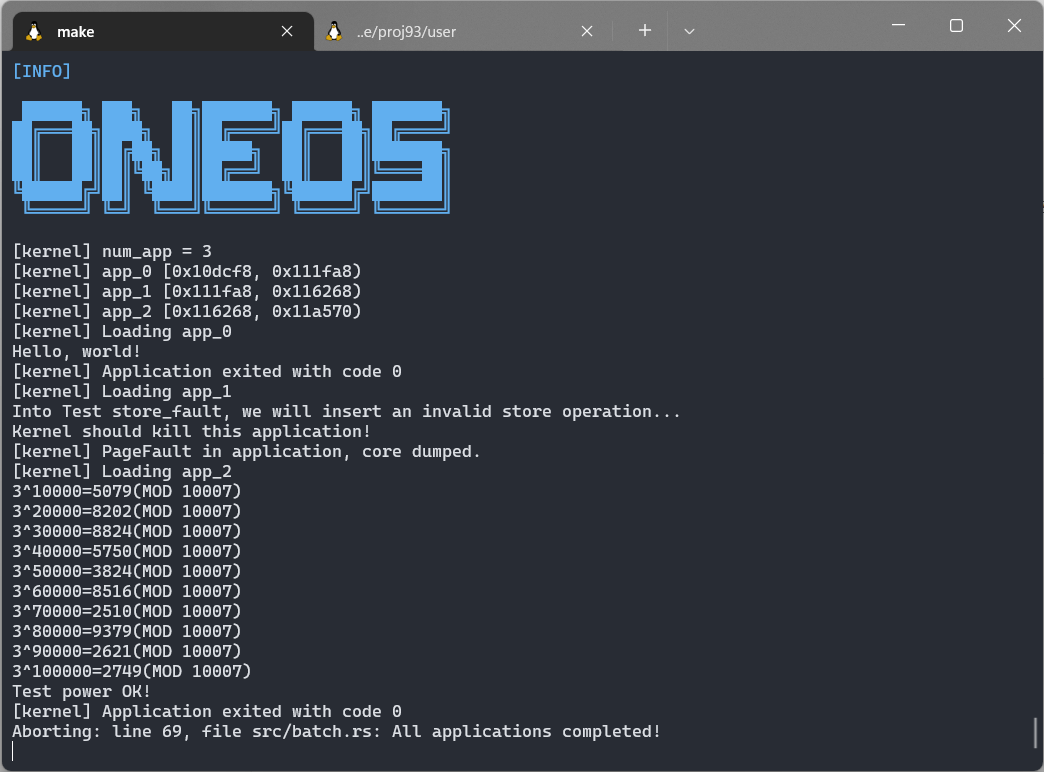 make
..e/proj93/user
[INFO]
ONEOS
[kernel] num_app = 3
[kernel] app_0 [0x10dcf8, 0x111fa8)
[kernel] app_1 [0x111fa8, 0x116268)
[kernel] app_2 [0x116268, 0x11a570)
[kernel] Loading app_0
Hello, world!
[kernel] Application exited with code 0
[kernel] Loading app_1
Into Test store_fault, we will insert an invalid store operation...
Kernel should kill this application!
[kernel] PageFault in application, core dumped.
[kernel] Loading app_2
3^10000=5079(MOD 10007)
3^20000=8202(MOD 10007)
3^30000=8824(MOD 10007)
3^40000=5750(MOD 10007)
3^50000=3824(MOD 10007)
3^60000=8516(MOD 10007)
3^70000=2510(MOD 10007)
3^80000=9379(MOD 10007)
3^90000=2621(MOD 10007)
3^100000=2749(MOD 10007)
Test power OK!
[kernel] Application exited with code 0
Aborting: line 69, file src/batch.rs: All applications completed!